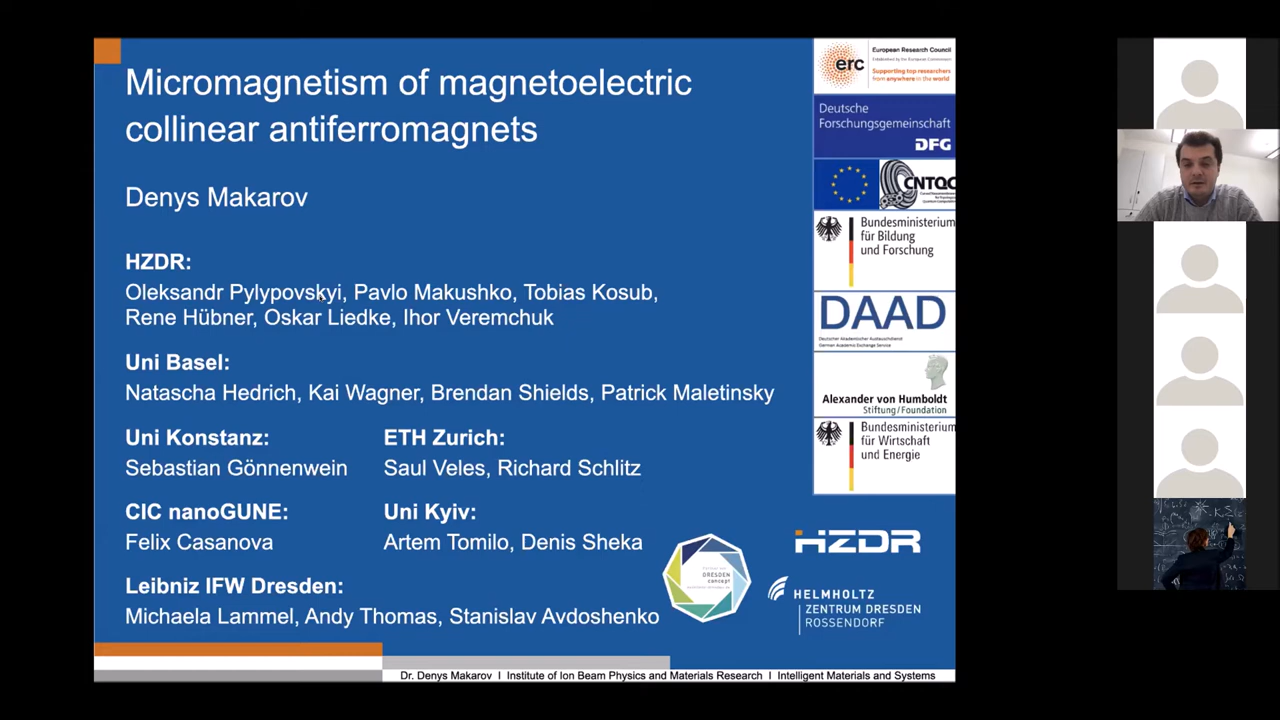 Micromagnetism of magnetoelectric
collinear antiferromagnets
Denys Makarov
HZDR:
Oleksandr Pylypovskyi, Pavlo Makushko, Tobias Kosub,
Rene Hübner, Oskar Liedke, Ihor Veremchuk
Uni Basel:
Natascha Hedrich, Kai Wagner, Brendan Shields, Patrick Maletinsky
Uni Konstanz:
Sebastian Gönnenwein
ETH Zurich:
Saul Veles, Richard Schlitz
CIC nanoGUNE:
Felix Casanova
Uni Kyiv:
Artem Tomilo, Denis Sheka
Leibniz IFW Dresden:
Michaela Lammel, Andy Thomas, Stanislav Avdoshenko
erc
European Research Council
Established by the European Commission
Supporting top researchers
from anywhere in the world
Deutsche
Forschungsgemeinschaft
DFG
CNTQC
Bundesministerium
für Bildung
und Forschung
DAAD
Deutscher Akademischer Austauschdienst
German Academic Exchange Service
Alexander von Humboldt
Stiftung/Foundation
Bundesministerium
für Wirtschaft
und Energie
DRESDEN
concept
HZDR
HELMHOLTZ
ZENTRUM DRESDEN
ROSSENDORF
Dr. Denys Makarov I Institute of Ion Beam Physics and Materials Research I Intelligent Materials and Systems